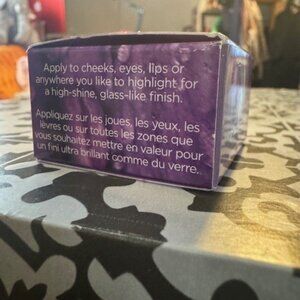 Apply to cheeks, eyes, lips or
anywhere you like to highlight for
a high-shine, glass-like finish.
Appliquez sur les joues, les yeux, les
lèvres ou sur toutes les zones que
vous souhaitez mettre en valeur pour
un fini ultra brillant comme du verre.